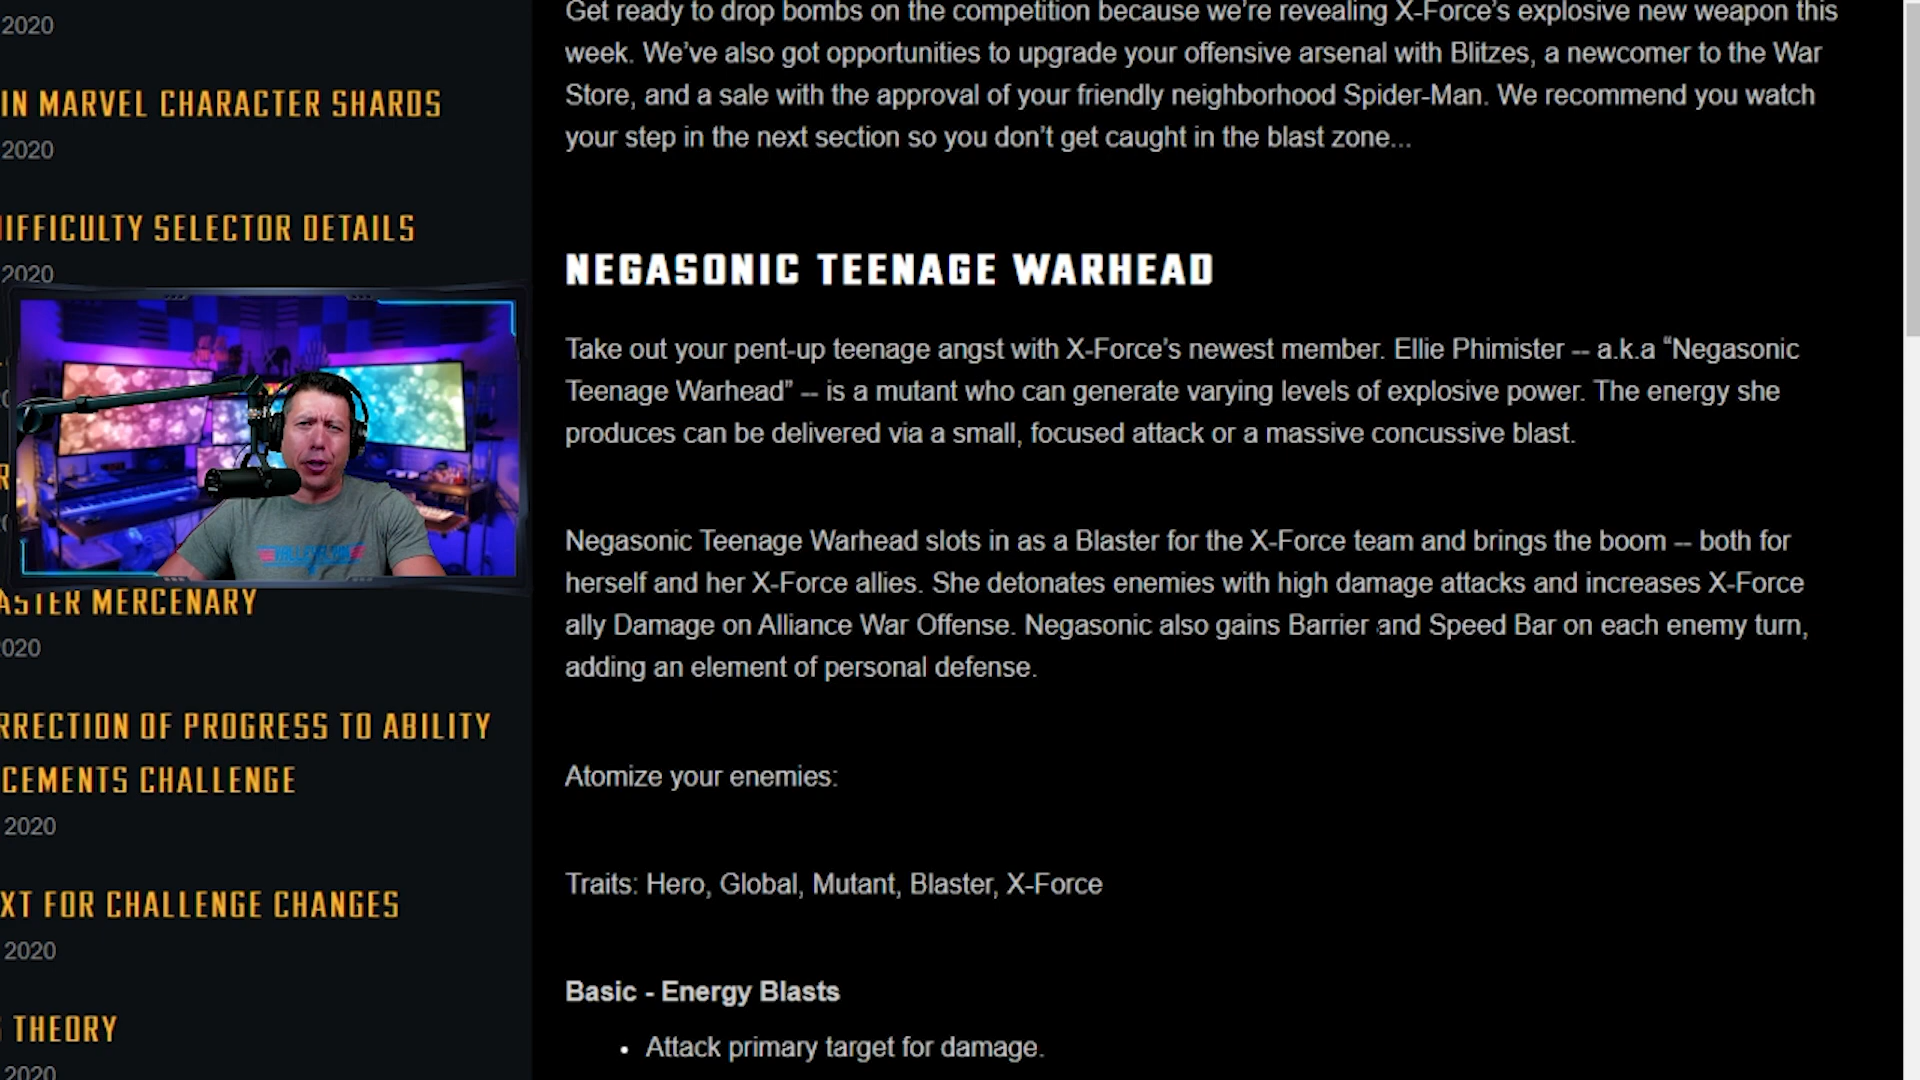 2020
IN MARVEL CHARACTER SHARDS
2020
IFFICULTY SELECTOR DETAILS
2020
ASTER MERCENARY
2020
RRECTION OF PROGRESS TO ABILITY
CEMENTS CHALLENGE
2020
XT FOR CHALLENGE CHANGES
2020
THEORY
2020
Get ready to drop bombs on the competition because we're revealing X-Force's explosive new weapon this
week. We've also got opportunities to upgrade your offensive arsenal with Blitzes, a newcomer to the War
Store, and a sale with the approval of your friendly neighborhood Spider-Man. We recommend you watch
your step in the next section so you don't get caught in the blast zone...
NEGASONIC TEENAGE WARHEAD
Take out your pent-up teenage angst with X-Force's newest member. Ellie Phimister -- a.k.a “Negasonic
Teenage Warhead” -- is a mutant who can generate varying levels of explosive power. The energy she
produces can be delivered via a small, focused attack or a massive concussive blast.
Negasonic Teenage Warhead slots in as a Blaster for the X-Force team and brings the boom -- both for
herself and her X-Force allies. She detonates enemies with high damage attacks and increases X-Force
ally Damage on Alliance War Offense. Negasonic also gains Barrier and Speed Bar on each enemy turn,
adding an element of personal defense.
Atomize your enemies:
Traits: Hero, Global, Mutant, Blaster, X-Force
Basic - Energy Blasts
• Attack primary target for damage.